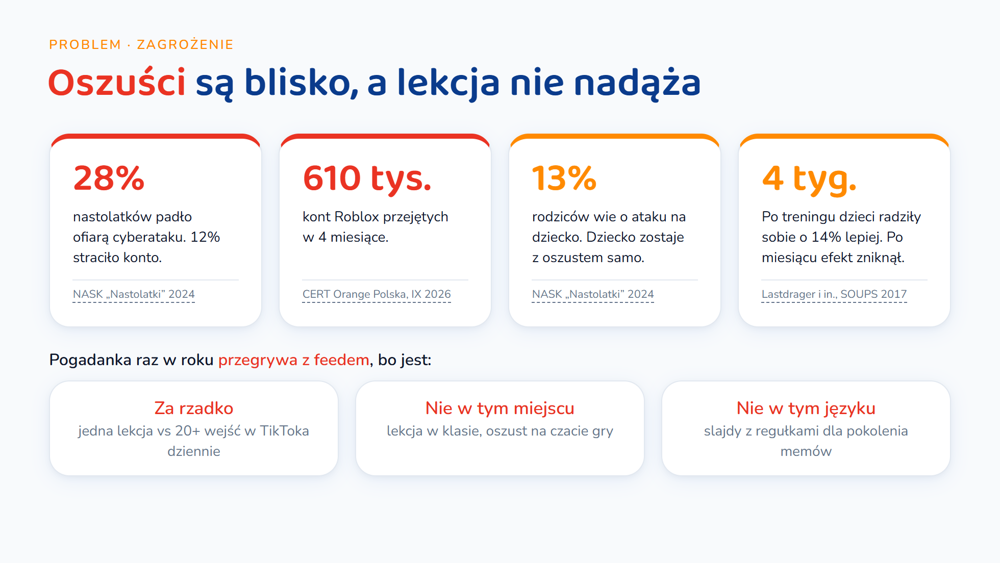 PROBLEM · ZAGROŻENIE
Oszuści są blisko, a lekcja nie nadąża
28%
nastolatków padło
ofiarą cyberataku. 12%
straciło konto.
NASK „Nastolatki” 2024
610 tys.
kont Roblox przejętych
w 4 miesiące.
CERT Orange Polska, IX 2026
13%
rodziców wie o ataku na
dziecko. Dziecko zostaje
z oszustem samo.
NASK „Nastolatki” 2024
4 tyg.
Po treningu dzieci radziły
sobie o 14% lepiej. Po
miesiącu efekt zniknął.
Lastdrager i in., SOUPS 2017
Pogadanka raz w roku przegrywa z feedem, bo jest:
Za rzadko
jedna lekcja vs 20+ wejść w TikToka
dziennie
Nie w tym miejscu
lekcja w klasie, oszust na czacie gry
Nie w tym języku
slajdy z regułkami dla pokolenia
memów